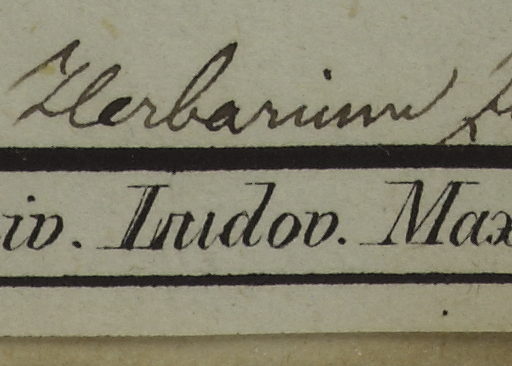 Herbarium
iv. Ludov. Max